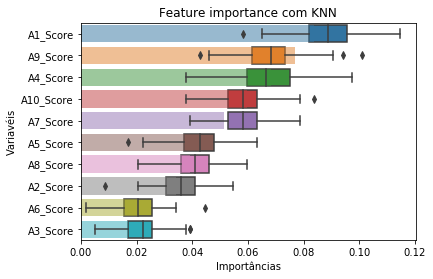 Feature importance com KNN
A1_Score
A9_Score
A4_Score
A10_Score
A7_Score
A5_Score
A8_Score
A2_Score
A6_Score
A3_Score
Variavéis
0.00 0.02 0.04 0.06 0.08 0.10 0.12
Importâncias